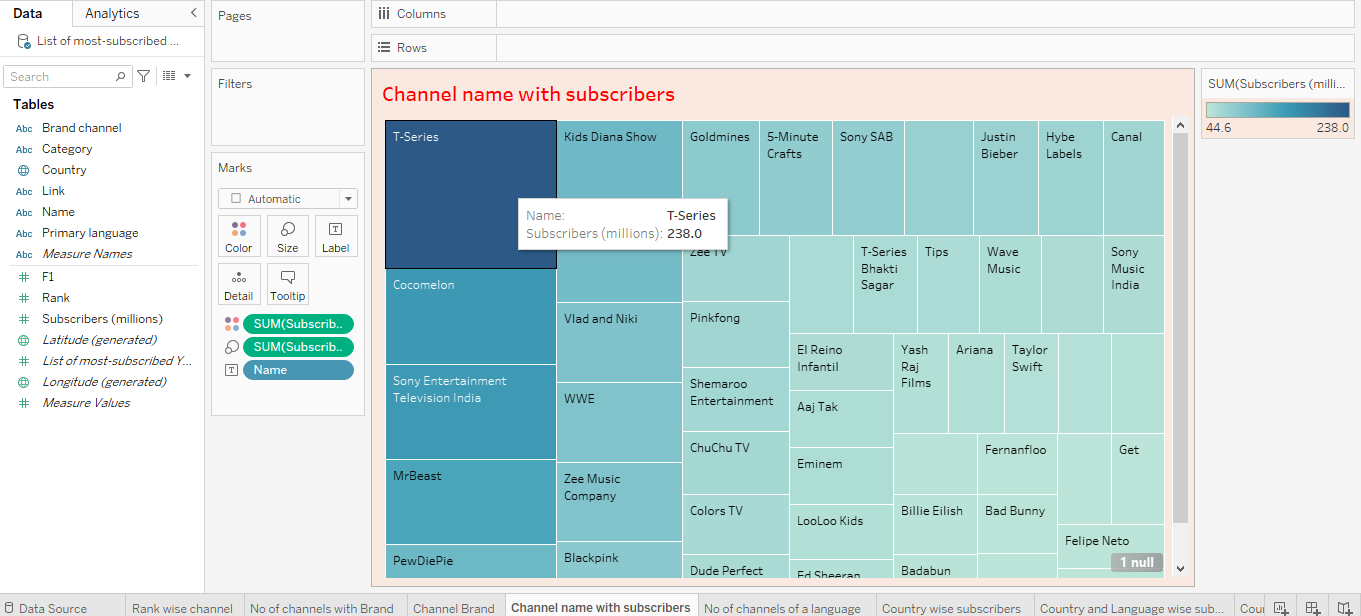 Data
Analytics
List of most-subscribed ...
Search
Tables
Abc Brand channel
Abc Category
Country
Abc Link
Abc Name
Abc Primary language
Abc Measure Names
F1
Rank
Subscribers (millions)
Latitude (generated)
List of most-subscribed Y...
Longitude (generated)
Measure Values
Pages
Filters
Marks
Automatic
Color
Size
T
Label
Detail
Tooltip
SUM(Subscrib..
SUM(Subscrib..
T
Name
Columns
Rows
Channel name with subscribers
T-Series
Cocomelon
Sony Entertainment
Television India
MrBeast
PewDiePie
Kids Diana Show
Name: T-Series
Subscribers (millions): 238.0
Vlad and Niki
WWE
Zee Music
Company
Blackpink
Goldmines
5-Minute
Crafts
Sony SAB
Justin
Bieber
Hybe
Labels
Canal
Zee TV
Pinkfong
Shemaroo
Entertainment
ChuChu TV
Colors TV
Dude Perfect
T-Series
Bhakti
Sagar
Tips
Wave
Music
Sony
Music
India
El Reino
Infantil
Aaj Tak
Eminem
LooLoo Kids
Ed Sheeran
Yash
Raj
Films
Ariana
Taylor
Swift
Fernanfloo
Get
Billie Eilish
Bad Bunny
Badabun
Felipe Neto
1 null
SUM(Subscribers (milli...
44.6
238.0
Data Source
Rank wise channel
No of channels with Brand
Channel Brand
Channel name with subscribers
No of channels of a language
Country wise subscribers
Country and Language wise sub...
Cou